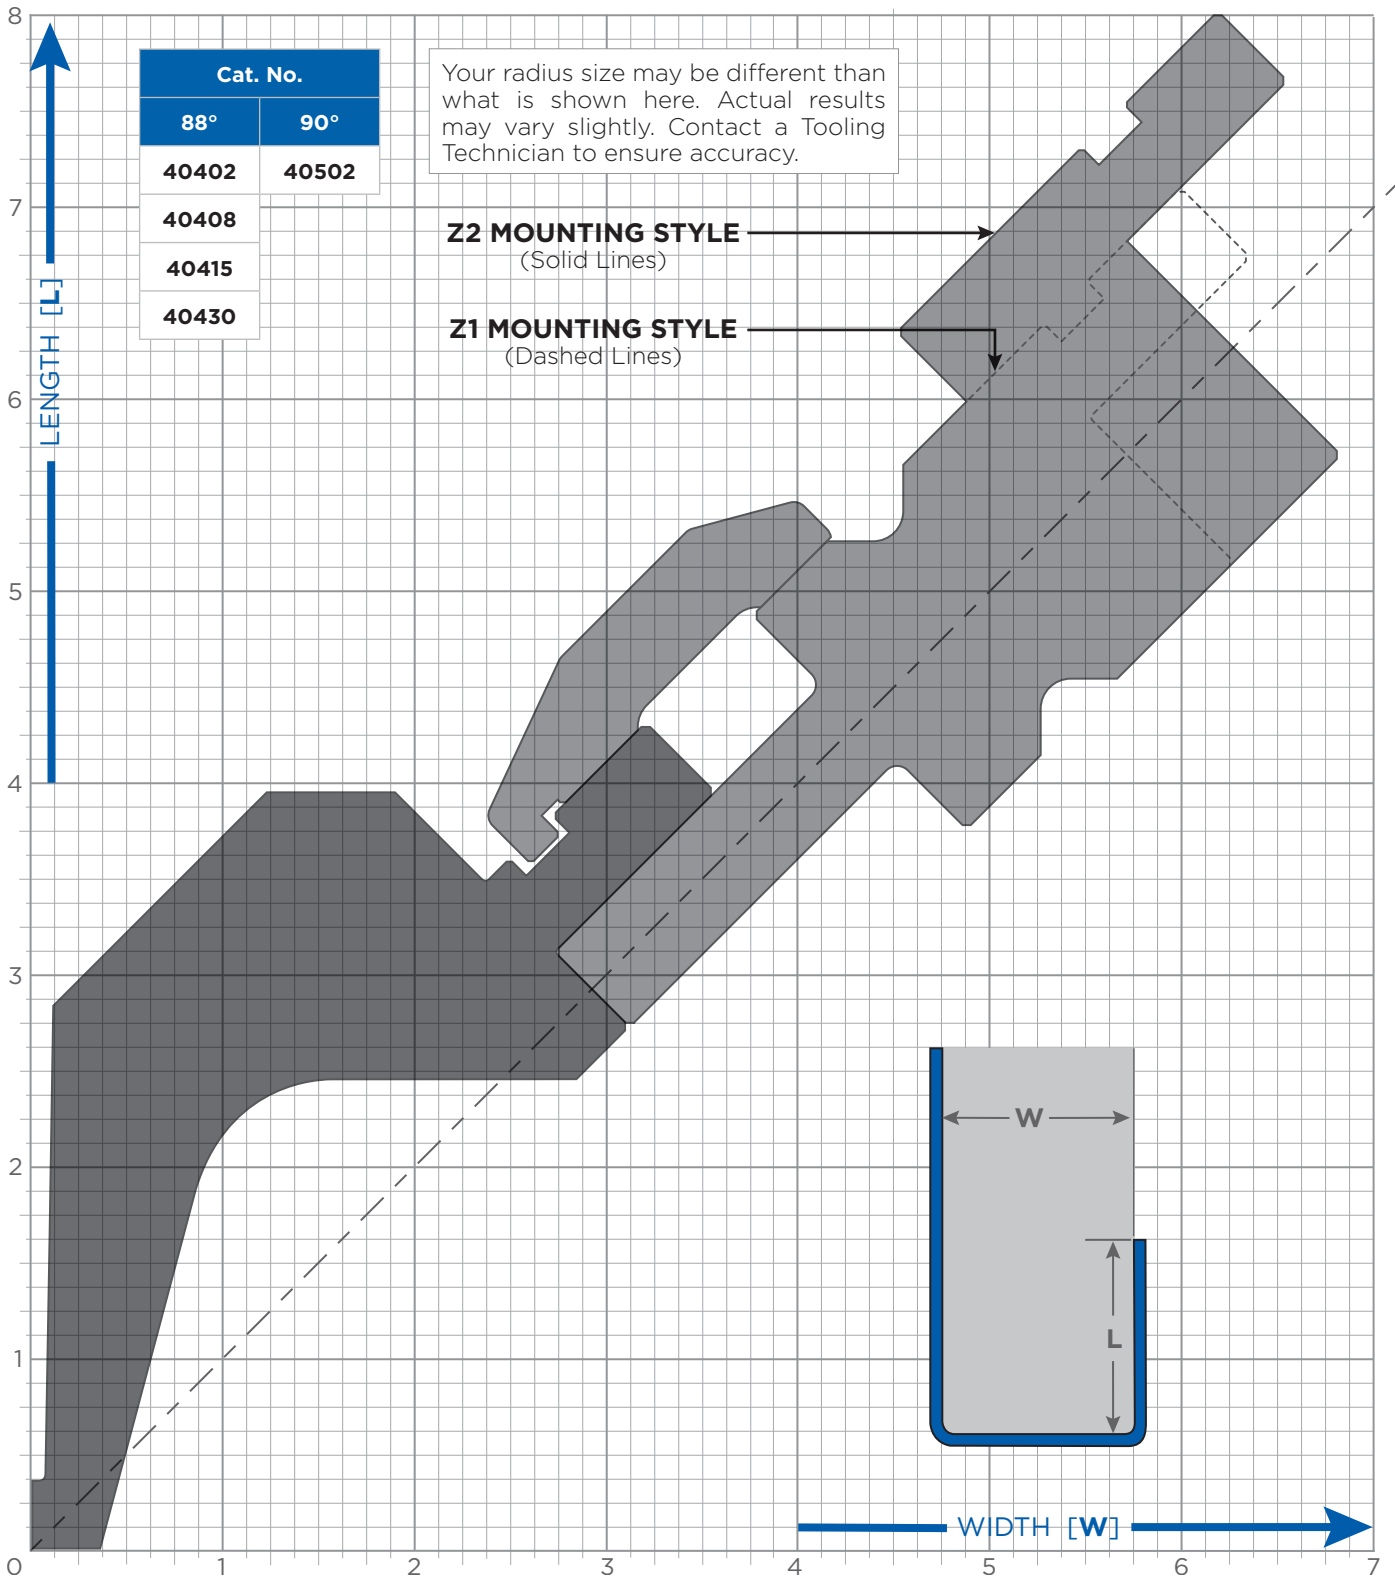 8
7
6
5
4
3
2
1
0
LENGTH [L]
Cat. No.
88° 90°
40402 40502
40408
40415
40430
Your radius size may be different than
what is shown here. Actual results
may vary slightly. Contact a Tooling
Technician to ensure accuracy.
Z2 MOUNTING STYLE
(Solid Lines)
Z1 MOUNTING STYLE
(Dashed Lines)
W
L
WIDTH [W]
1 2 3 4 5 6 7